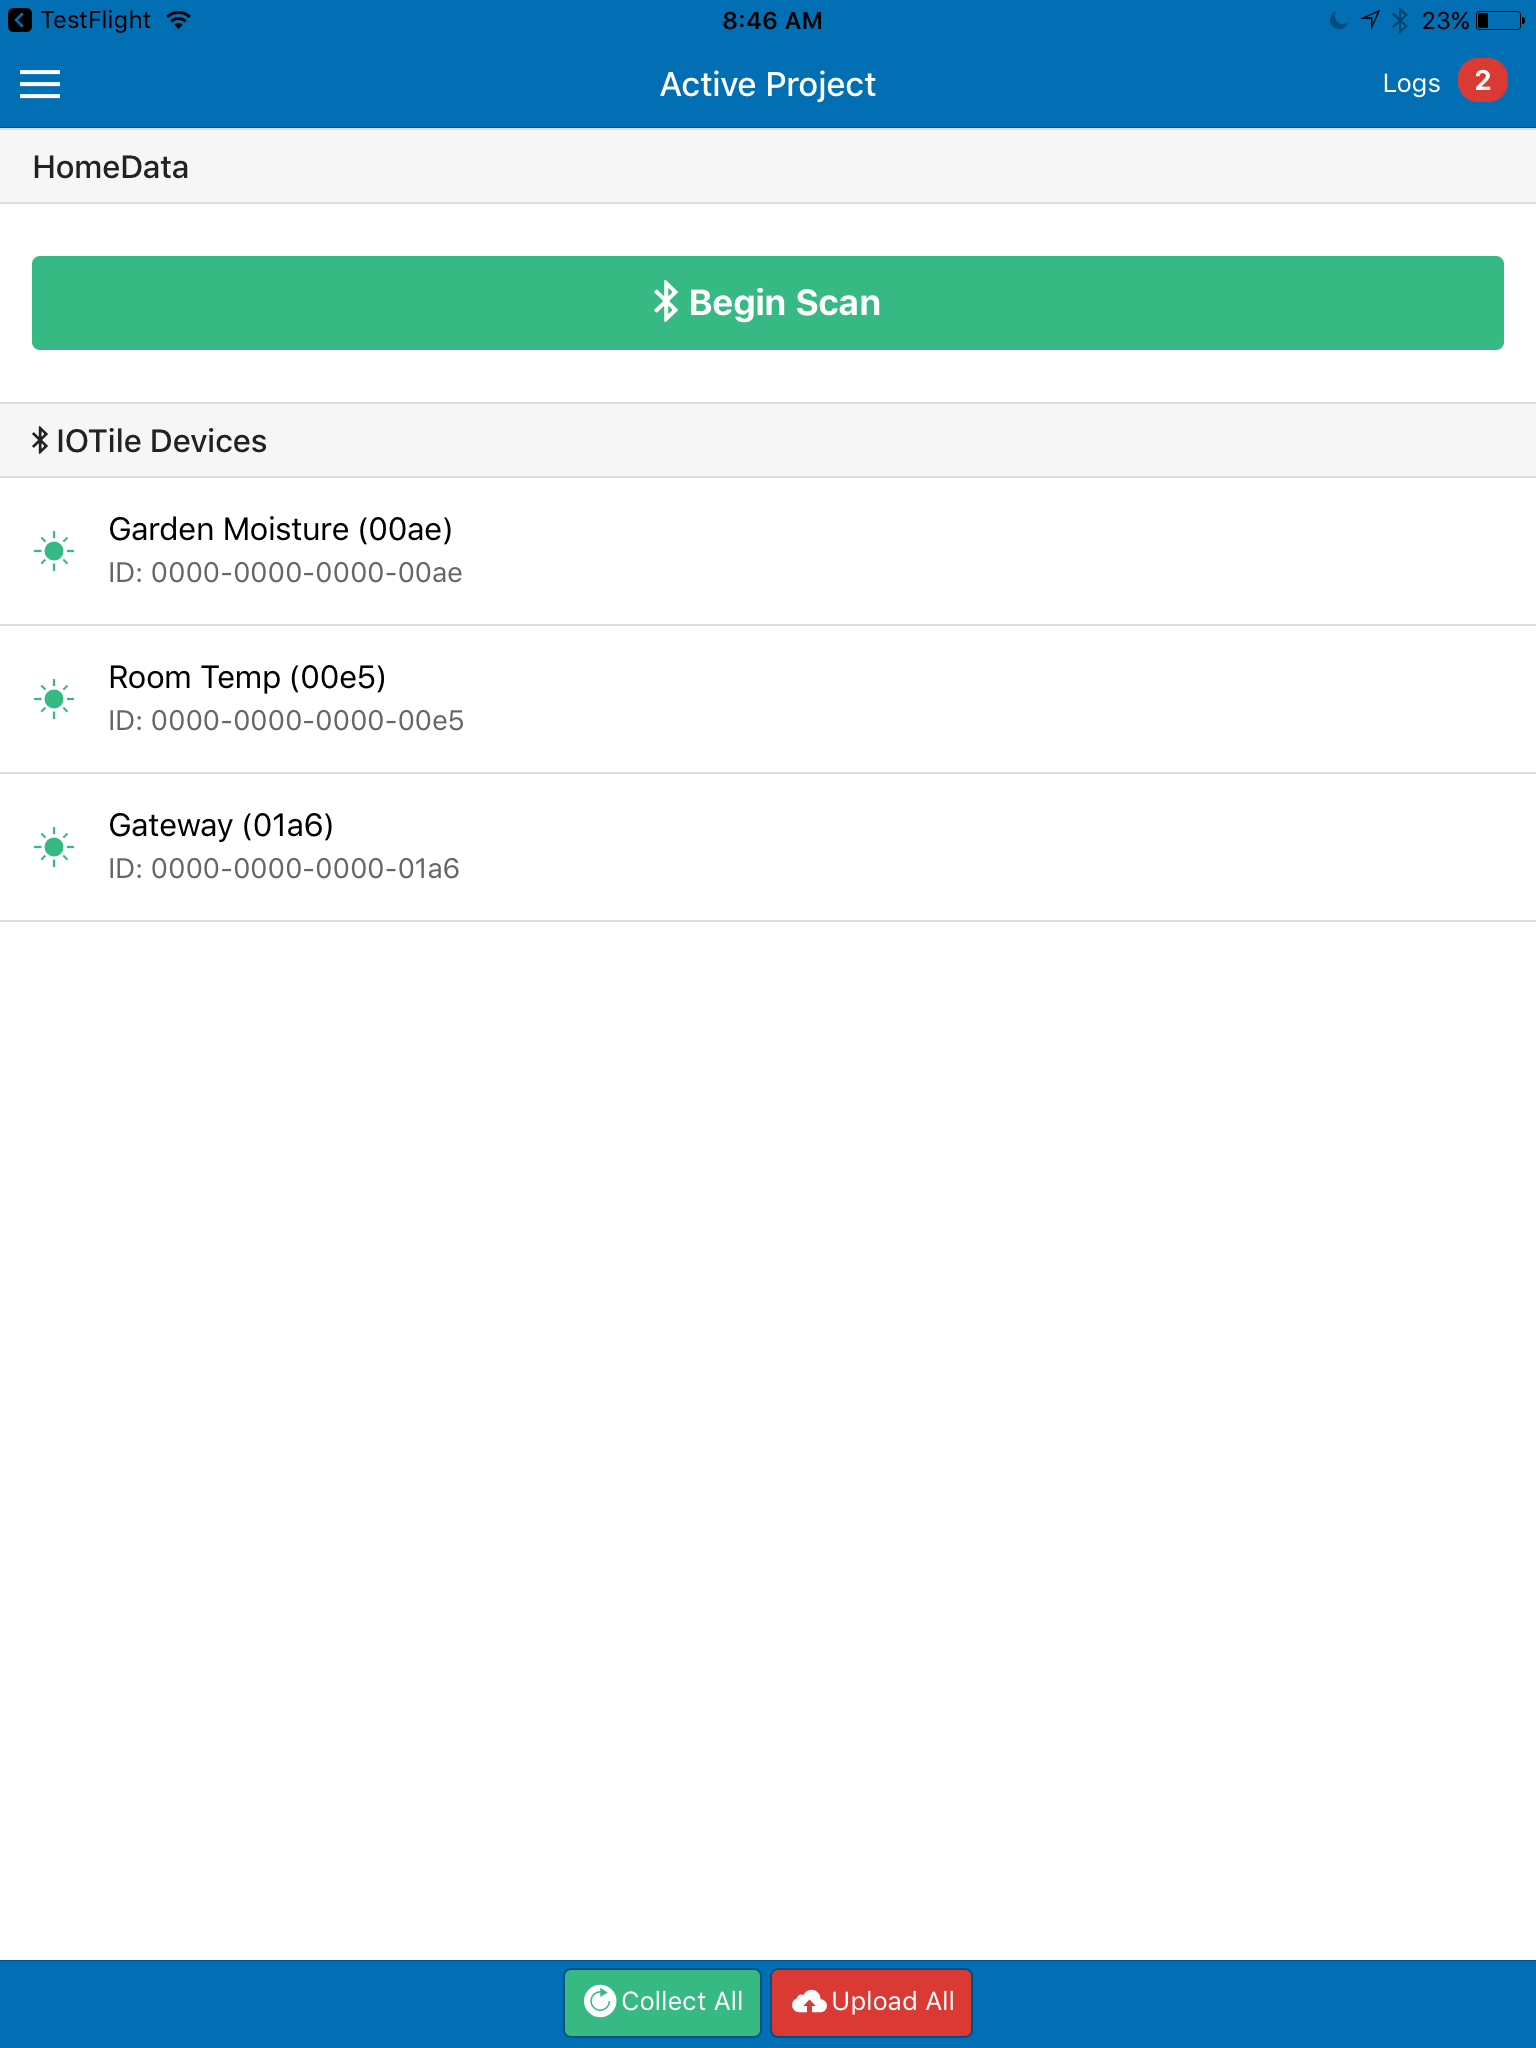 TestFlight 8:46 AM 23%
Active Project Logs 2
HomeData
Begin Scan
IOTile Devices
Garden Moisture (00ae)
ID: 0000-0000-0000-00ae
Room Temp (00e5)
ID: 0000-0000-0000-00e5
Gateway (01a6)
ID: 0000-0000-0000-01a6
Collect All Upload All